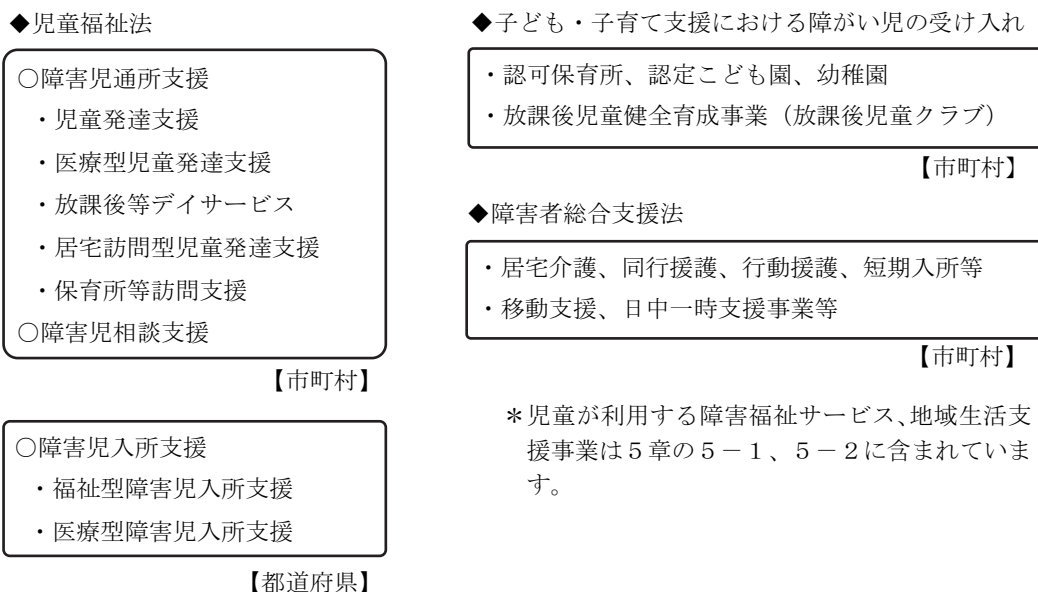 ◆児童福祉法
○障害児通所支援
・児童発達支援
・医療型児童発達支援
・放課後等デイサービス
・居宅訪問型児童発達支援
・保育所等訪問支援
○障害児相談支援
【市町村】
○障害児入所支援
・福祉型障害児入所支援
・医療型障害児入所支援
【都道府県】
◆子ども・子育て支援における障がい児の受け入れ
・認可保育所、認定こども園、幼稚園
・放課後児童健全育成事業（放課後児童クラブ）
【市町村】
◆障害者総合支援法
・居宅介護、同行援護、行動援護、短期入所等
・移動支援、日中一時支援事業等
【市町村】
＊児童が利用する障害福祉サービス、地域生活支
援事業は５章の５－１、５－２に含まれていま
す。